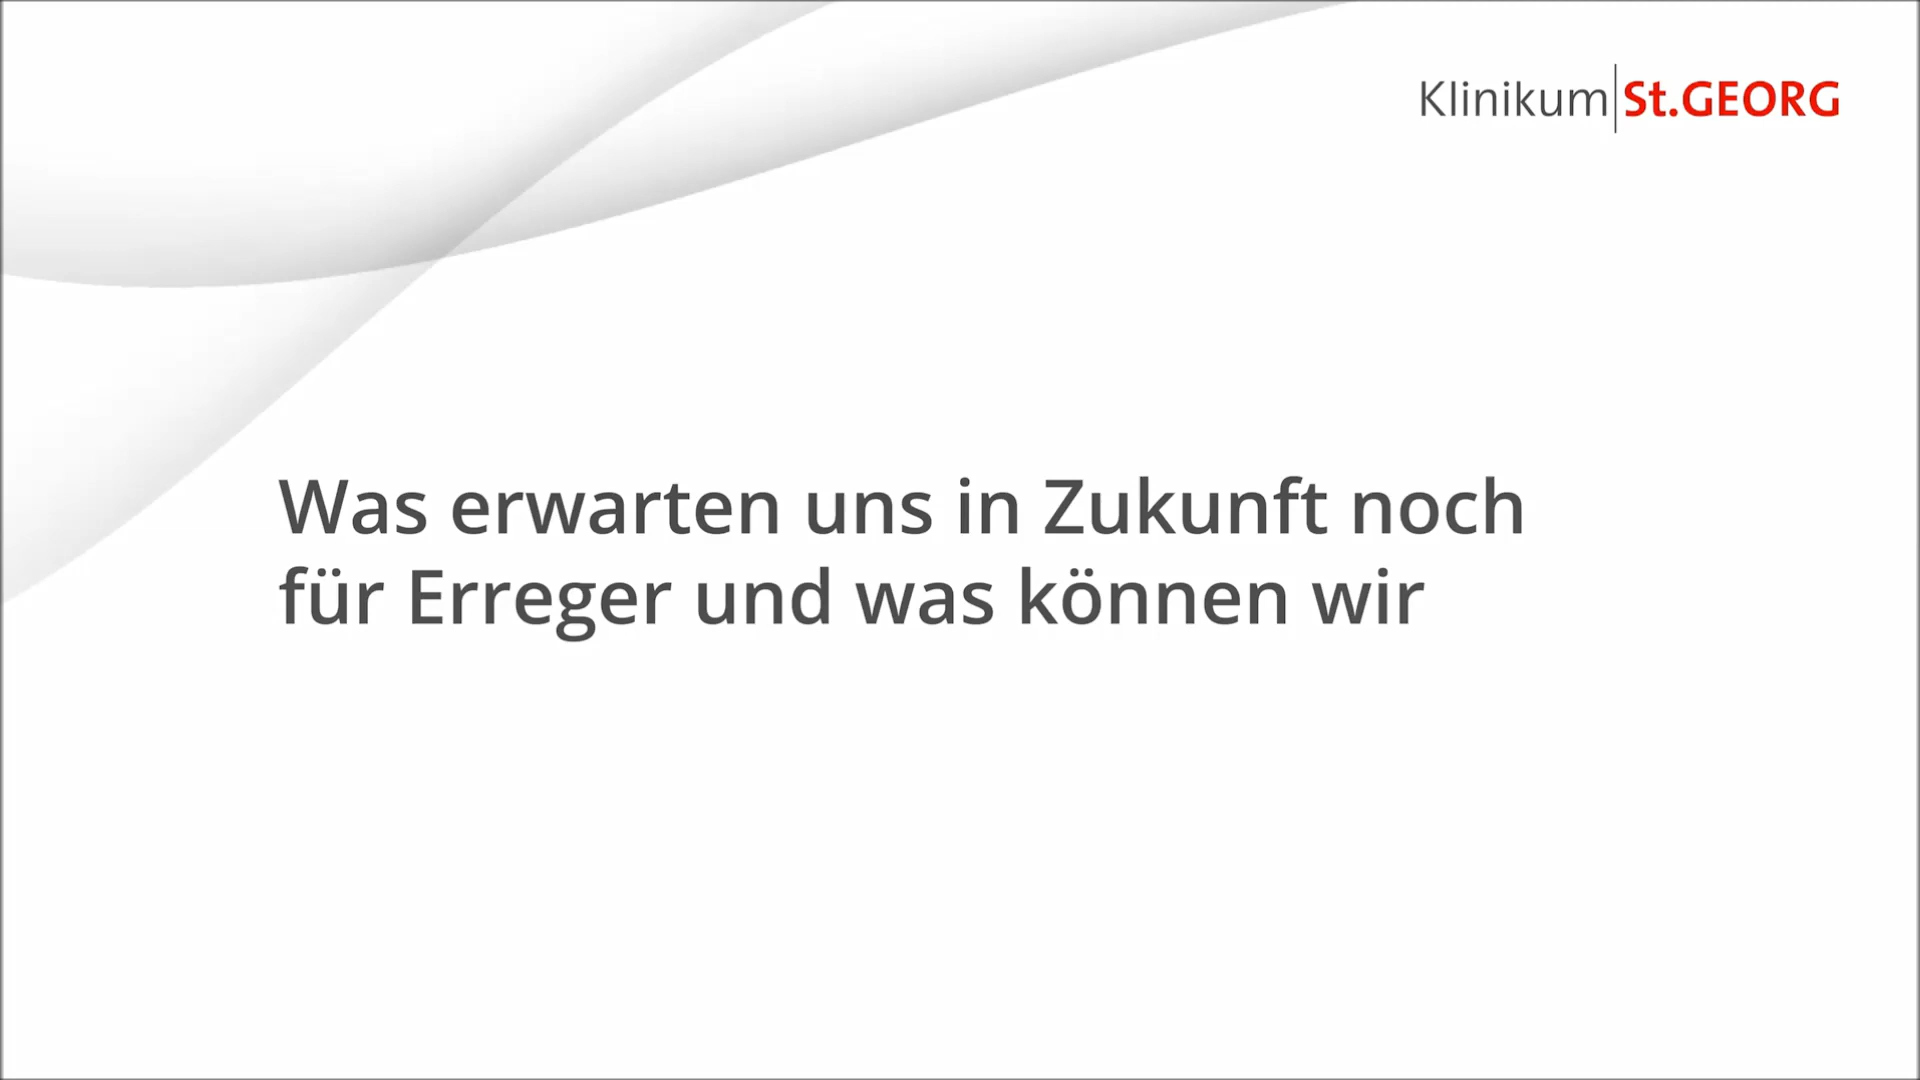 Klinikum St.GEORG
Was erwarten uns in Zukunft noch
für Erreger und was können wir